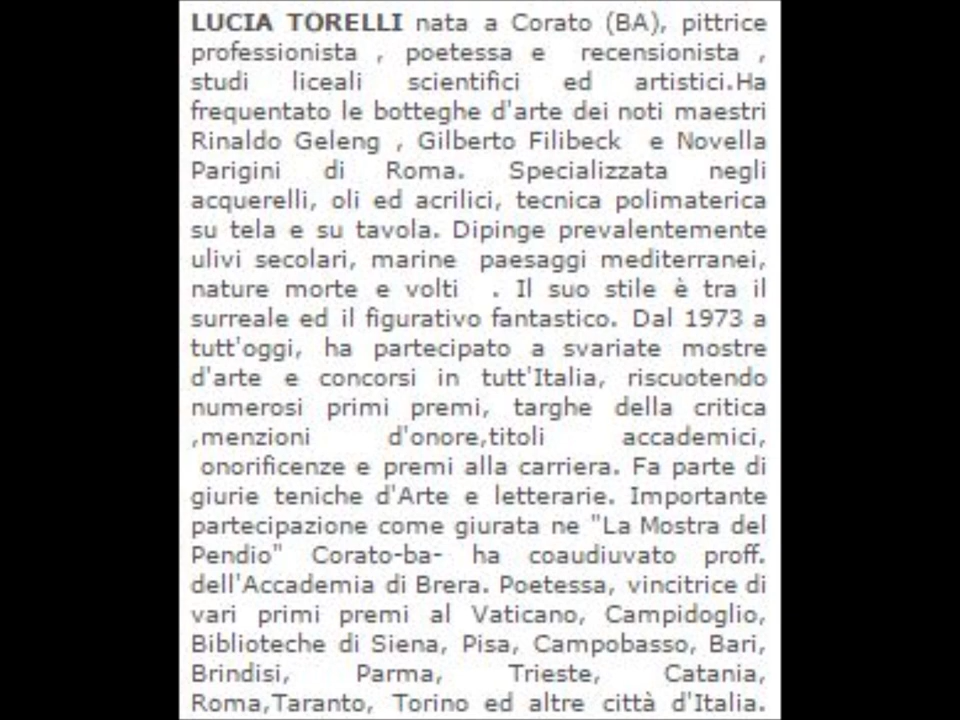 LUCIA TORELLI nata a Corato (BA), pittrice
professionista , poetessa e recensionista ,
studi liceali scientifici ed artistici.Ha
frequentato le botteghe d'arte dei noti maestri
Rinaldo Geleng , Gilberto Filibeck e Novella
Parigini di Roma. Specializzata negli
acquerelli, oli ed acrilici, tecnica polimaterica
su tela e su tavola. Dipinge prevalentemente
ulivi secolari, marine paesaggi mediterranei,
nature morte e volti . Il suo stile è tra il
surreale ed il figurativo fantastico. Dal 1973 a
tutt'oggi, ha partecipato a svariate mostre
d'arte e concorsi in tutt'Italia, riscuotendo
numerosi primi premi, targhe della critica
,menzioni d'onore,titoli accademici,
onorificenze e premi alla carriera. Fa parte di
giurie teniche d'Arte e letterarie. Importante
partecipazione come giurata ne "La Mostra del
Pendio" Corato-ba- ha coaudiuvato proff.
dell'Accademia di Brera. Poetessa, vincitrice di
vari primi premi al Vaticano, Campidoglio,
Biblioteche di Siena, Pisa, Campobasso, Bari,
Brindisi, Parma, Trieste, Catania,
Roma,Taranto, Torino ed altre città d'Italia.